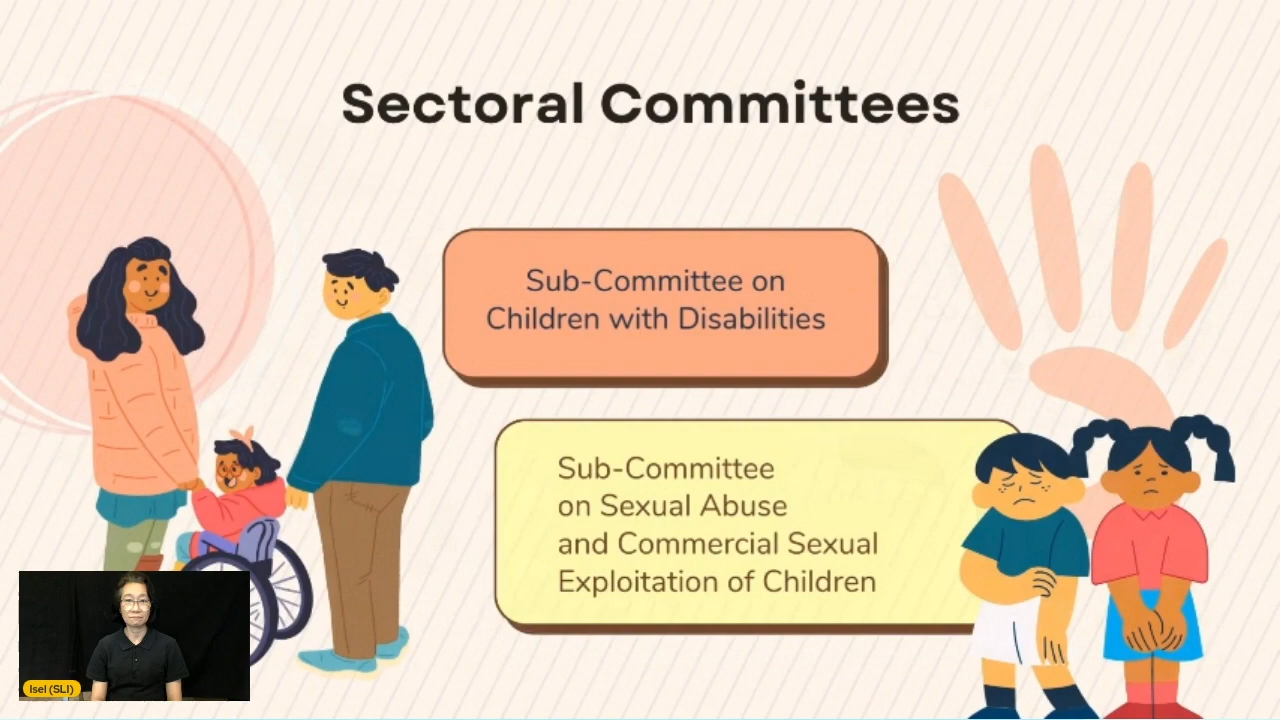 Sectoral Committees
Sub-Committee on
Children with Disabilities
Sub-Committee
on Sexual Abuse
and Commercial Sexual
Exploitation of Children
Isel (SLI)